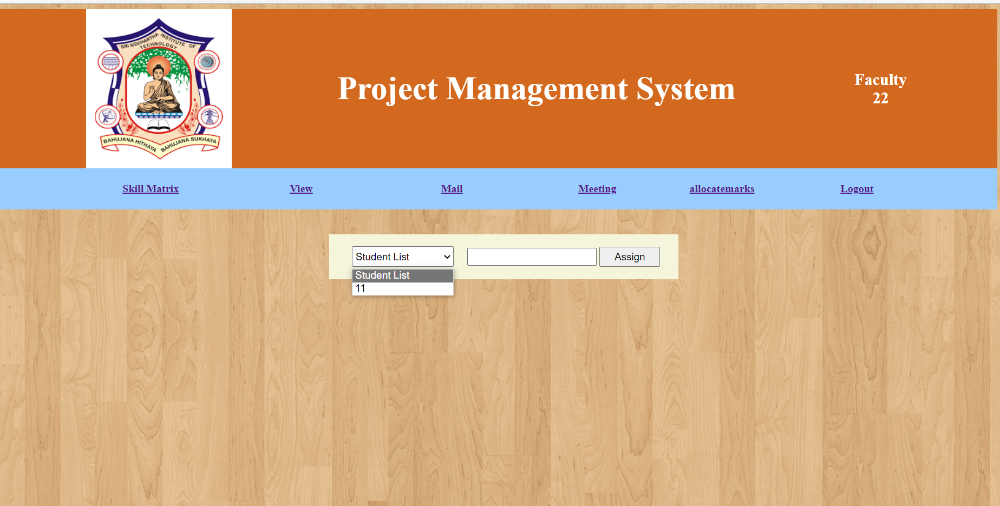 SRI SIDDHARTHA INSTITUTE OF
TECHNOLOGY
BAHUJANA HITHAYA BAHUJANA SUKHAYA
Project Management System
Faculty
22
Skill Matrix View Mail Meeting allocatemarks Logout
Student List Assign
Student List
11